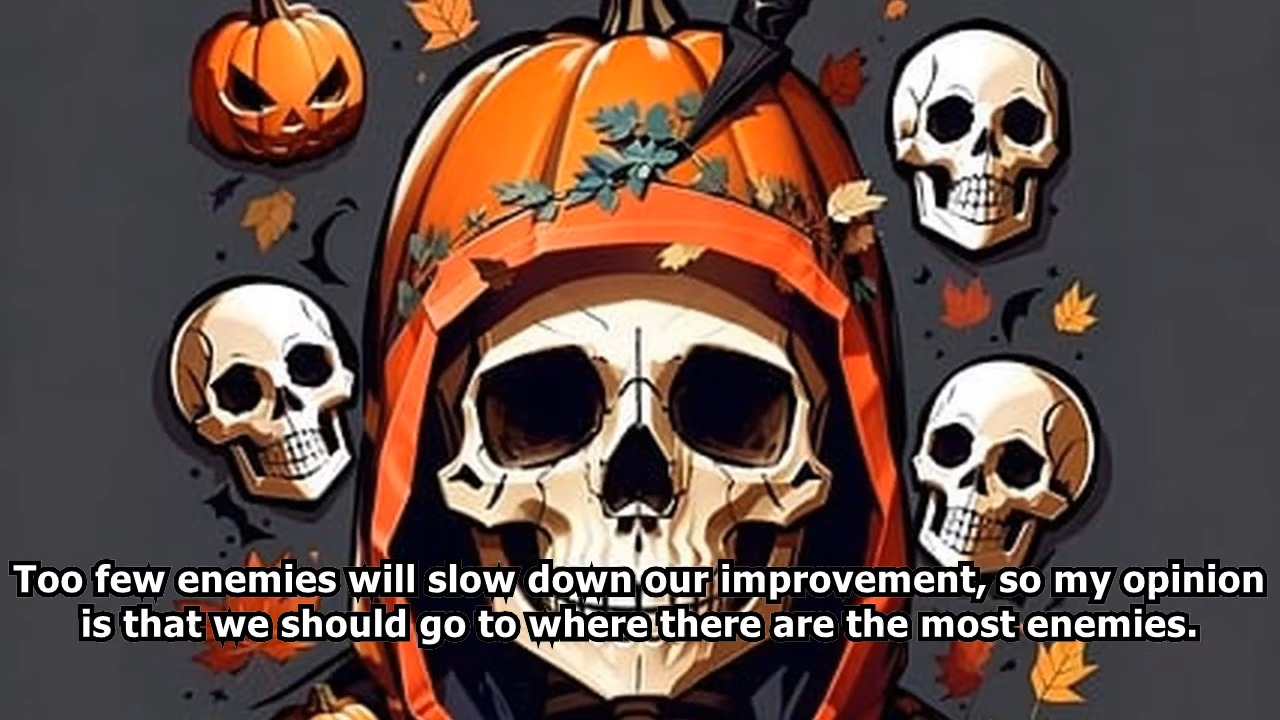 Too few enemies will slow down our improvement, so my opinion
is that we should go to where there are the most enemies.